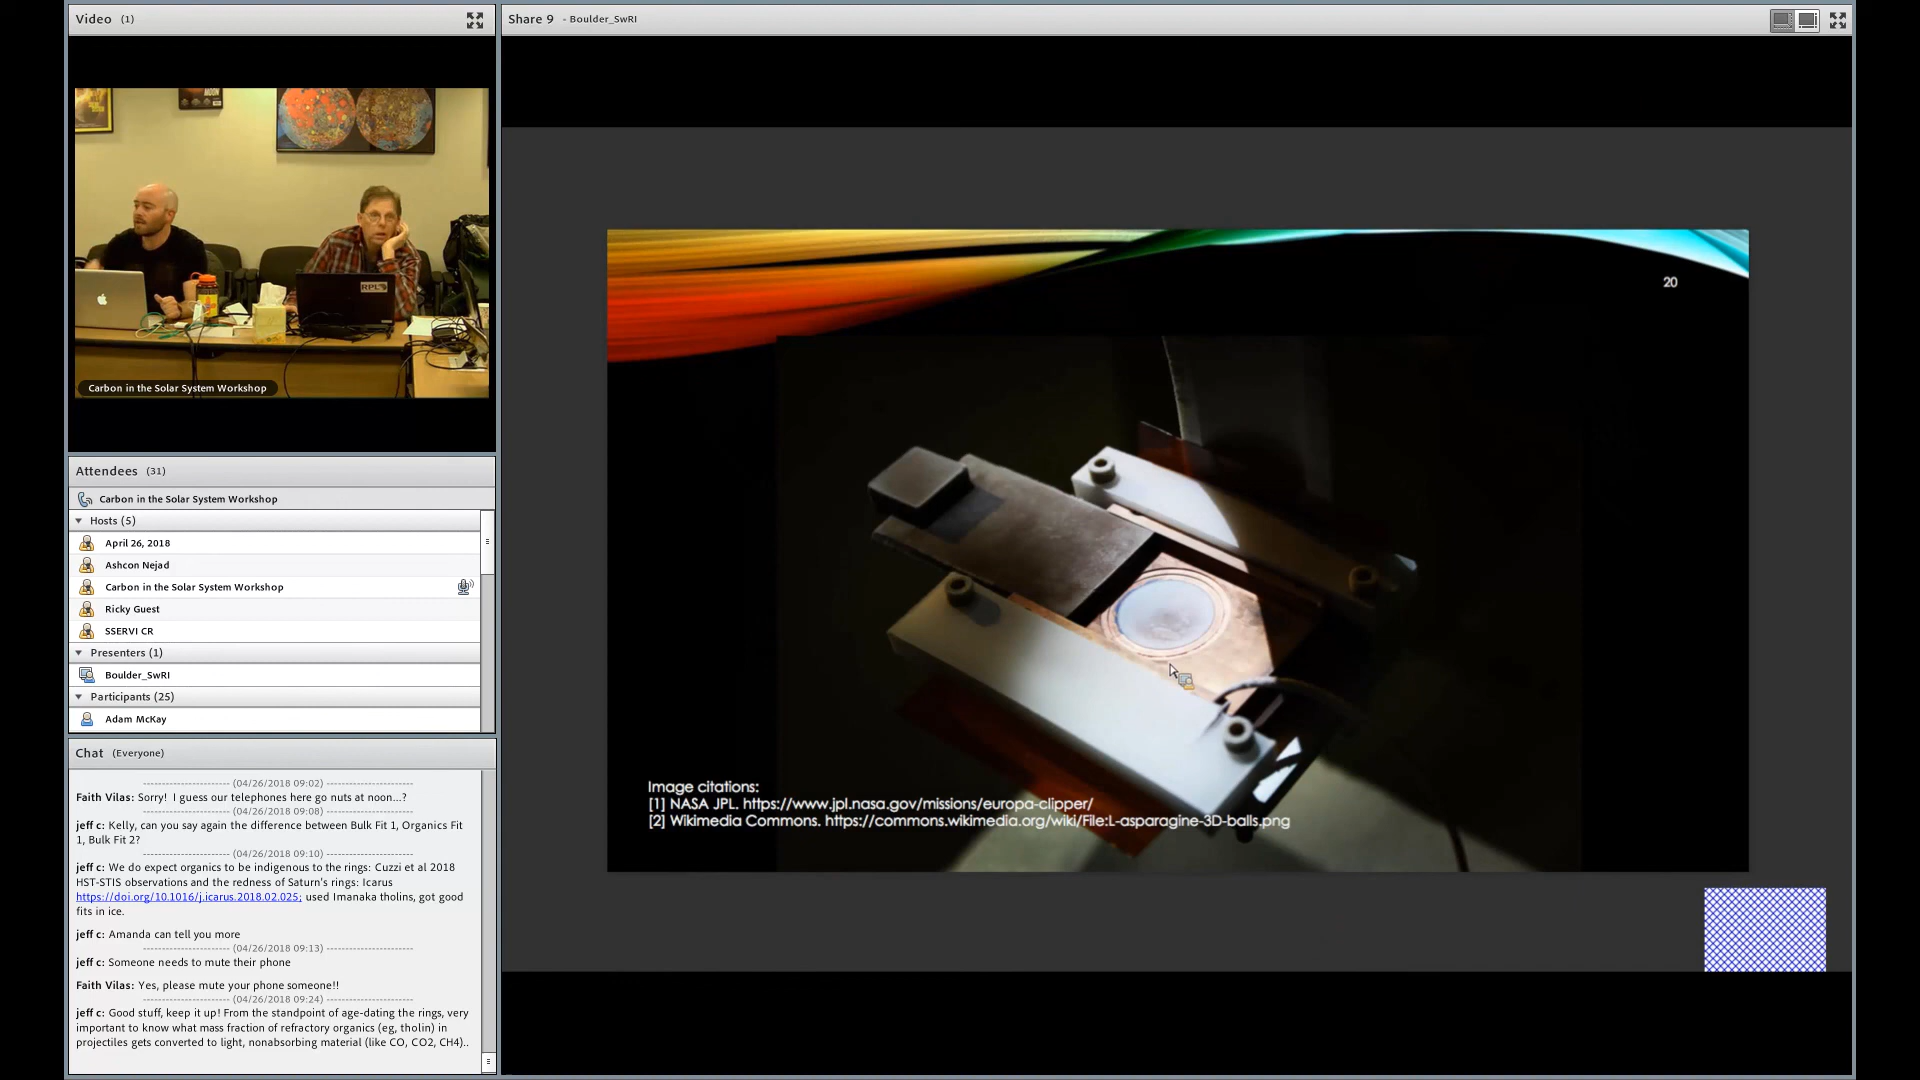 Video (1)
MOON
RPL
Carbon in the Solar System Workshop
Attendees (31)
Carbon in the Solar System Workshop
Hosts (5)
April 26, 2018
Ashcon Nejad
Carbon in the Solar System Workshop
Ricky Guest
SSERVI CR
Presenters (1)
Boulder_SwRI
Participants (25)
Adam McKay
Chat (Everyone)
---------------------- (04/26/2018 09:02) ----------------------
Faith Vilas: Sorry!  I guess our telephones here go nuts at noon...?
---------------------- (04/26/2018 09:08) ----------------------
jeff c: Kelly, can you say again the difference between Bulk Fit 1, Organics Fit
1, Bulk Fit 2?
---------------------- (04/26/2018 09:10) ----------------------
jeff c: We do expect organics to be indigenous to the rings: Cuzzi et al 2018
HST-STIS observations and the redness of Saturn's rings: Icarus
https://doi.org/10.1016/j.icarus.2018.02.025; used Imanaka tholins, got good
fits in ice.
jeff c: Amanda can tell you more
---------------------- (04/26/2018 09:13) ----------------------
jeff c: Someone needs to mute their phone
Faith Vilas: Yes, please mute your phone someone!!
---------------------- (04/26/2018 09:24) ----------------------
jeff c: Good stuff, keep it up! From the standpoint of age-dating the rings, very
important to know what mass fraction of refractory organics (eg, tholin) in
projectiles gets converted to light, nonabsorbing material (like CO, CO2, CH4)..
Share 9 - Boulder_SwRI
20
Image citations:
[1] NASA JPL. https://www.jpl.nasa.gov/missions/europa-clipper/
[2] Wikimedia Commons. https://commons.wikimedia.org/wiki/File:L-asparagine-3D-balls.png